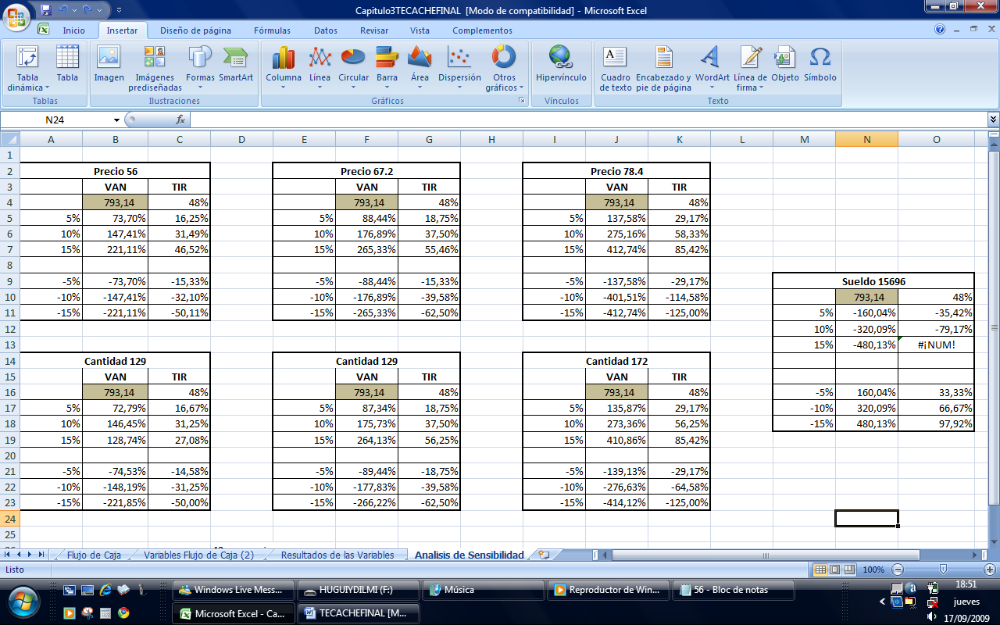 Capitulo3TECACHEFINAL [Modo de compatibilidad] - Microsoft Excel
Inicio Insertar Diseño de página Fórmulas Datos Revisar Vista Complementos
Tabla dinámica Tabla Imagen Imágenes prediseñadas Formas SmartArt Columna Línea Circular Barra Área Dispersión Otros gráficos Hipervínculo Cuadro de texto Encabezado y pie de página WordArt Línea de firma Objeto Símbolo
Tablas Ilustraciones Gráficos Vínculos Texto
N24 fx
A B C D E F G H I J K L M N O
1
2 Precio 56 Precio 67.2 Precio 78.4
3 VAN TIR VAN TIR VAN TIR
4 793,14 48% 793,14 48% 793,14 48%
5 5% 73,70% 16,25% 5% 88,44% 18,75% 5% 137,58% 29,17%
6 10% 147,41% 31,49% 10% 176,89% 37,50% 10% 275,16% 58,33%
7 15% 221,11% 46,52% 15% 265,33% 55,46% 15% 412,74% 85,42%
8
9 -5% -73,70% -15,33% -5% -88,44% -15,33% -5% -137,58% -29,17% Sueldo 15696
10 -10% -147,41% -32,10% -10% -176,89% -39,58% -10% -401,51% -114,58% 793,14 48%
11 -15% -221,11% -50,11% -15% -265,33% -62,50% -15% -412,74% -125,00% 5% -160,04% -35,42%
12 10% -320,09% -79,17%
13 15% -480,13% #¡NUM!
14 Cantidad 129 Cantidad 129 Cantidad 172
15 VAN TIR VAN TIR VAN TIR
16 793,14 48% 793,14 48% 793,14 48% -5% 160,04% 33,33%
17 5% 72,79% 16,67% 5% 87,34% 18,75% 5% 135,87% 29,17% -10% 320,09% 66,67%
18 10% 146,45% 31,25% 10% 175,73% 37,50% 10% 273,36% 56,25% -15% 480,13% 97,92%
19 15% 128,74% 27,08% 15% 264,13% 56,25% 15% 410,86% 85,42%
20
21 -5% -74,53% -14,58% -5% -89,44% -18,75% -5% -139,13% -29,17%
22 -10% -148,19% -31,25% -10% -177,83% -39,58% -10% -276,63% -64,58%
23 -15% -221,85% -50,00% -15% -266,22% -62,50% -15% -414,12% -125,00%
24
25
Flujo de Caja Variables Flujo de Caja (2) Resultados de las Variables Analisis de Sensibilidad
Listo 100%
Windows Live Mess... HUGUIYDILMI (F:) Música Reproductor de Win... 56 - Bloc de notas 18:51
Microsoft Excel - Ca... TECACHEFINAL [M... jueves
17/09/2009